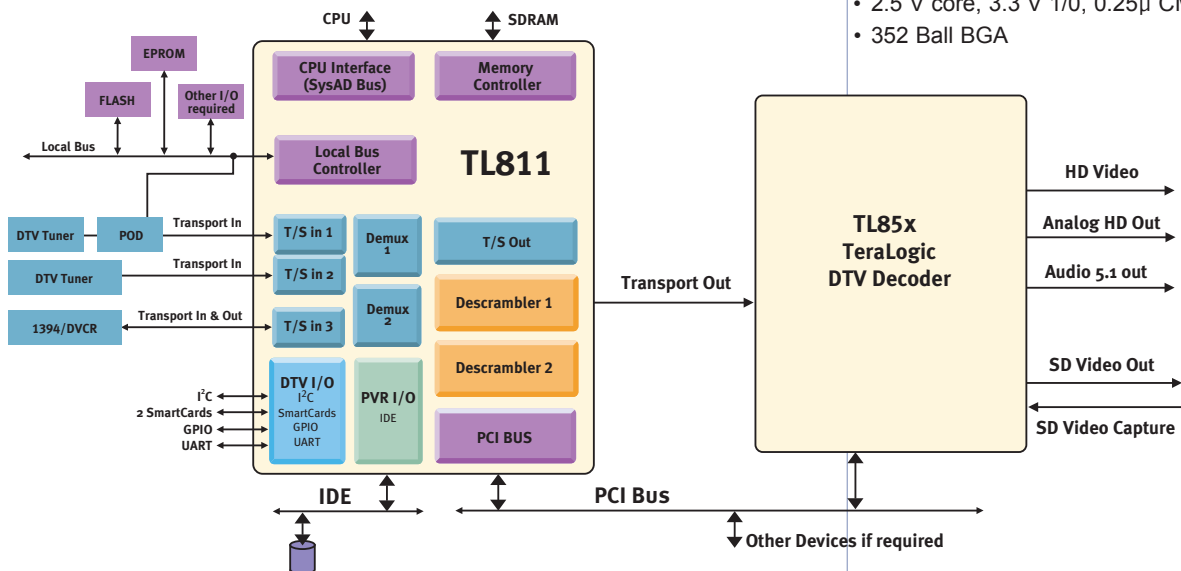 • 2.5 V core, 3.3 V 1/0, 0.25µ
• 352 Ball BGA
CPU
SDRAM
EPROM
FLASH
Other I/O
required
Local Bus
CPU Interface
(SysAD Bus)
Memory
Controller
Local Bus
Controller
TL811
DTV Tuner
POD
Transport In
DTV Tuner
Transport In
1394/DVCR
Transport In & Out
T/S in 1
T/S in 2
T/S in 3
Demux
1
Demux
2
T/S Out
Descrambler 1
Descrambler 2
I²C
2 SmartCards
GPIO
UART
DTV I/O
I²C
SmartCards
GPIO
UART
PVR I/O
IDE
PCI BUS
Transport Out
TL85x
TeraLogic
DTV Decoder
HD Video
Analog HD Out
Audio 5.1 out
SD Video Out
SD Video Capture
IDE
PCI Bus
Other Devices if required